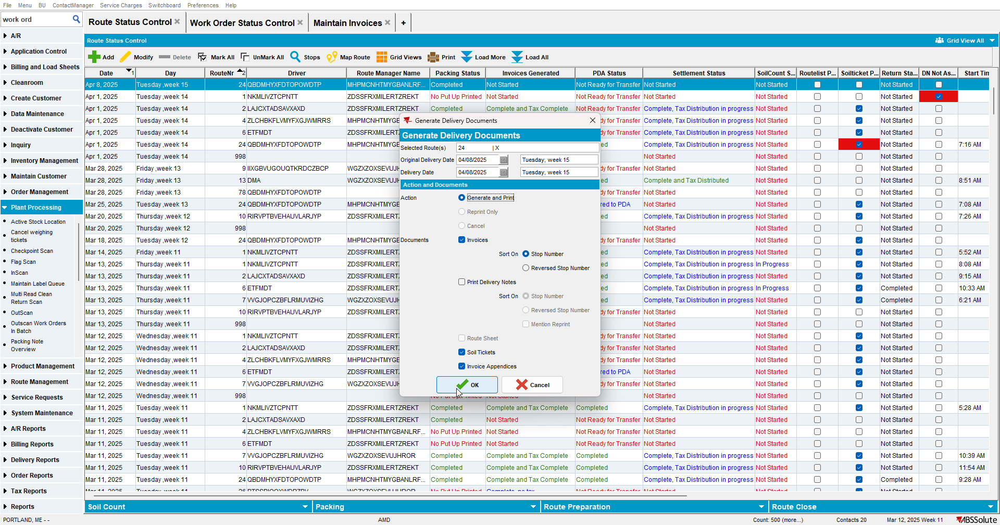 File Menu BU ContactManager Service Charges Switchboard Preferences Help
work ord
Route Status Control Work Order Status Control Maintain Invoices +
A/R
Application Control
Billing and Load Sheets
Cleanroom
Create Customer
Data Maintenance
Deactivate Customer
Inquiry
Inventory Management
Maintain Customer
Order Management
Plant Processing
Active Stock Location
Cancel weighing
tickets
Checkpoint Scan
Flag Scan
InScan
Maintain Label Queue
Multi Read Clean
Return Scan
OutScan
Outscan Work Orders
In Batch
Packing Note
Overview
Product Management
Route Management
Service Requests
System Maintenance
A/R Reports
Billing Reports
Delivery Reports
Order Reports
Tax Reports
Reports
Route Status Control Grid View All
Add Modify Delete Mark All UnMark All Stops Map Route Grid Views Print Load More Load All
Date 1 Day RouteNr 2 Driver Route Manager Name Packing Status Invoices Generated PDA Status Settlement Status SoilCount S... Routelist P... Soilticket P... Return Sta... DN Not As... Start Tim
Apr 8, 2025 Tuesday ,week 15 24 QBDMHYXFDTOPOWDTP MHPMCNHTMYGBANLRF... Completed Not Started Not Ready for Transfer Not Started Not Started Not Started
Apr 1, 2025 Tuesday ,week 14 1 NKMLIVZTCPNTT ZDSSFRXMILERTZREKT No Put Up Printed Not Started Not Ready for Transfer Not Started Not Started Not Started
Apr 1, 2025 Tuesday ,week 14 2 LAJCXTADSAVXAXD ZDSSFRXMILERTZREKT Completed Complete and Tax Complete Not Ready for Transfer Complete, Tax Distribution in progress Not Started Not Started
Apr 1, 2025 Tuesday ,week 14 4 ZLCHBKFLVMYFXGJWMRRS MHPMCNHTMYGB dy for Transfer Complete, Tax Distribution in progress Not Started Not Started
Apr 1, 2025 Tuesday ,week 14 6 ETFMDT ZDSSFRXMILERTZ dy for Transfer Complete, Tax Distribution in progress Not Started Not Started
Apr 1, 2025 Tuesday ,week 14 24 QBDMHYXFDTOPOWDTP MHPMCNHTMYGB ed Complete, Tax Distribution in progress Not Started Not Started 7:16 AM
Apr 1, 2025 Tuesday ,week 14 998 Not Started Not Started Not Started
Mar 28, 2025 Friday ,week 13 9 IIXGBVUGOUQTKRDCZBCP WGZXZOXSEVUJH dy for Transfer Not Started Not Started Not Started
Mar 28, 2025 Friday ,week 13 13 DMA WGZXZOXSEVUJH Complete and Tax Distributed Not Started Not Started 8:51 AM
Mar 28, 2025 Friday ,week 13 78 QBDMHYXFDTOPOWDTP dy for Transfer Not Started Not Started Not Started
Mar 25, 2025 Tuesday ,week 13 24 QBDMHYXFDTOPOWDTP MHPMCNHTMYGB red to PDA Not Started Not Started Not Started 7:08 AM
Mar 20, 2025 Thursday ,week 12 10 RIRVPTBVEHAUVLARJYP ZDSSFRXMILERTZ ed Complete, Tax Distribution in progress Not Started Not Started 7:26 AM
Mar 20, 2025 Thursday ,week 12 998 Not Started Not Started Not Started
Mar 18, 2025 Tuesday ,week 12 24 QBDMHYXFDTOPOWDTP MHPMCNHTMYGB dy for Transfer Not Started Not Started Not Started
Mar 14, 2025 Friday ,week 11 1 NKMLIVZTCPNTT ZDSSFRXMILERTZ ed Complete, Tax Distribution in progress Not Started Not Started 5:52 AM
Mar 13, 2025 Thursday ,week 11 1 NKMLIVZTCPNTT ZDSSFRXMILERTZ ed Complete, Tax Distribution in progress In Progress Not Started 8:08 AM
Mar 13, 2025 Thursday ,week 11 2 LAJCXTADSAVXAXD ZDSSFRXMILERTZ ed Complete, Tax Distribution in progress Not Started Not Started 9:15 AM
Mar 13, 2025 Thursday ,week 11 6 ETFMDT ZDSSFRXMILERTZ ed Complete, Tax Distribution in progress In Progress Completed 10:33 AM
Mar 13, 2025 Thursday ,week 11 7 VVGJOPCZBFLRMUVIZHG WGZXZOXSEVUJH ed Complete, Tax Distribution in progress Not Started Completed 6:21 AM
Mar 13, 2025 Thursday ,week 11 10 RIRVPTBVEHAUVLARJYP ZDSSFRXMILERTZ dy for Transfer Not Started Not Started Not Started
Mar 13, 2025 Thursday ,week 11 998 Not Started Not Started Not Started
Mar 12, 2025 Wednesday ,week 11 1 NKMLIVZTCPNTT ZDSSFRXMILERTZ dy for Transfer Not Started Not Started Not Started
Mar 12, 2025 Wednesday ,week 11 2 LAJCXTADSAVXAXD ZDSSFRXMILERTZ dy for Transfer Not Started Not Started Not Started
Mar 12, 2025 Wednesday ,week 11 4 ZLCHBKFLVMYFXGJWMRRS MHPMCNHTMYGB dy for Transfer Not Started Not Started Not Started
Mar 12, 2025 Wednesday ,week 11 6 ETFMDT ZDSSFRXMILERTZ red to PDA Not Started Not Started Not Started
Mar 12, 2025 Wednesday ,week 11 7 VVGJOPCZBFLRMUVIZHG WGZXZOXSEVUJH dy for Transfer Not Started Not Started Not Started
Mar 12, 2025 Wednesday ,week 11 998 No Put Up Printed Not Started Not Started Not Started Not Started
Mar 11, 2025 Tuesday ,week 11 1 NKMLIVZTCPNTT ZDSSFRXMILERTZREKT Completed Complete and Tax Complete Completed Complete, Tax Distribution in progress Not Started Not Started 5:28 AM
Mar 11, 2025 Tuesday ,week 11 2 LAJCXTADSAVXAXD ZDSSFRXMILERTZREKT Completed Not Started Not Ready for Transfer Not Started Not Started Not Started
Mar 11, 2025 Tuesday ,week 11 4 ZLCHBKFLVMYFXGJWMRRS MHPMCNHTMYGBANLRF... No Put Up Printed Not Started Not Ready for Transfer Not Started Not Started Not Started
Mar 11, 2025 Tuesday ,week 11 6 ETFMDT ZDSSFRXMILERTZREKT No Put Up Printed Not Started Not Ready for Transfer Not Started Not Started Not Started
Mar 11, 2025 Tuesday ,week 11 7 VVGJOPCZBFLRMUVIZHG WGZXZOXSEVUJHROR Completed Complete and Tax Complete Completed Complete, Tax Distribution in progress Not Started Not Started 10:39 AM
Mar 11, 2025 Tuesday ,week 11 10 RIRVPTBVEHAUVLARJYP ZDSSFRXMILERTZREKT Completed Complete and Tax Complete Completed Complete, Tax Distribution in progress Not Started Not Started 11:54 AM
Mar 11, 2025 Tuesday ,week 11 24 QBDMHYXFDTOPOWDTP MHPMCNHTMYGBANLRF... Completed Complete and Tax Complete Completed Complete, Tax Distribution in progress Not Started Completed 9:28 AM
Generate Delivery Documents
Generate Delivery Documents
Selected Route(s) 24 | X
Original Delivery Date 04/08/2025 Tuesday, week 15
Delivery Date 04/08/2025 Tuesday, week 15
Action and Documents
Action Generate and Print
Reprint Only
Cancel
Documents Invoices
Sort On Stop Number
Reversed Stop Number
Print Delivery Notes
Sort On Stop Number
Reversed Stop Number
Mention Reprint
Route Sheet
Soil Tickets
Invoice Appendices
OK Cancel
Soil Count Packing Route Preparation Route Close
PORTLAND, ME - - AMD Count: 500 (more...) Contacts 20 Mar 12, 2025 Week 11 ABSSolute